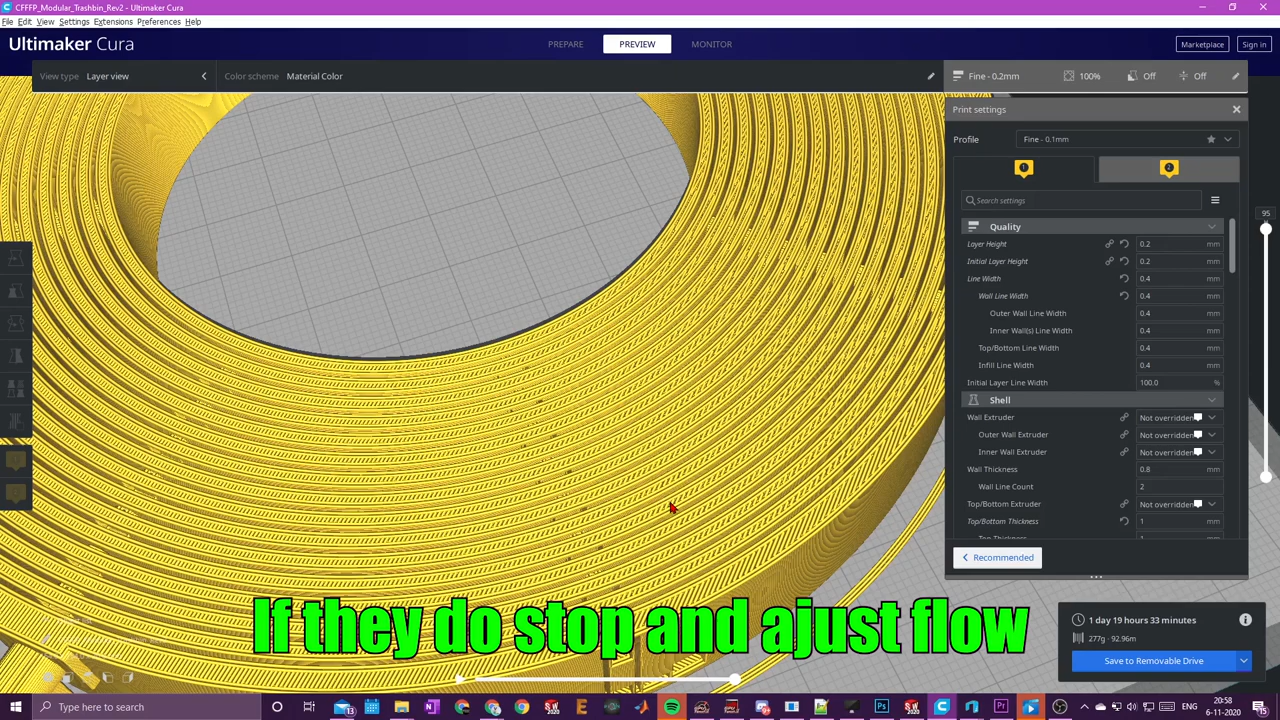 CFFFP_Modular_Trashbin_Rev2 - Ultimaker Cura
File Edit View Settings Extensions Preferences Help
Ultimaker Cura
PREPARE
PREVIEW
MONITOR
Marketplace
Sign in
View type Layer view
Color scheme Material Color
Fine - 0.2mm
100%
Off
Off
Print settings
Profile
Fine - 0.1mm
1
2
Search settings
Quality
Layer Height 0.2 mm
Initial Layer Height 0.2 mm
Line Width 0.4 mm
Wall Line Width 0.4 mm
Outer Wall Line Width 0.4 mm
Inner Wall(s) Line Width 0.4 mm
Top/Bottom Line Width 0.4 mm
Infill Line Width 0.4 mm
Initial Layer Line Width 100.0 %
Shell
Wall Extruder Not overridden
Outer Wall Extruder Not overridden
Inner Wall Extruder Not overridden
Wall Thickness 0.8 mm
Wall Line Count 2
Top/Bottom Extruder Not overridden
Top/Bottom Thickness 1 mm
Top Thickness 1 mm
Recommended
95
If they do stop and ajust flow
1 day 19 hours 33 minutes
277g · 92.96m
Save to Removable Drive
Type here to search
20:58
6-11-2020